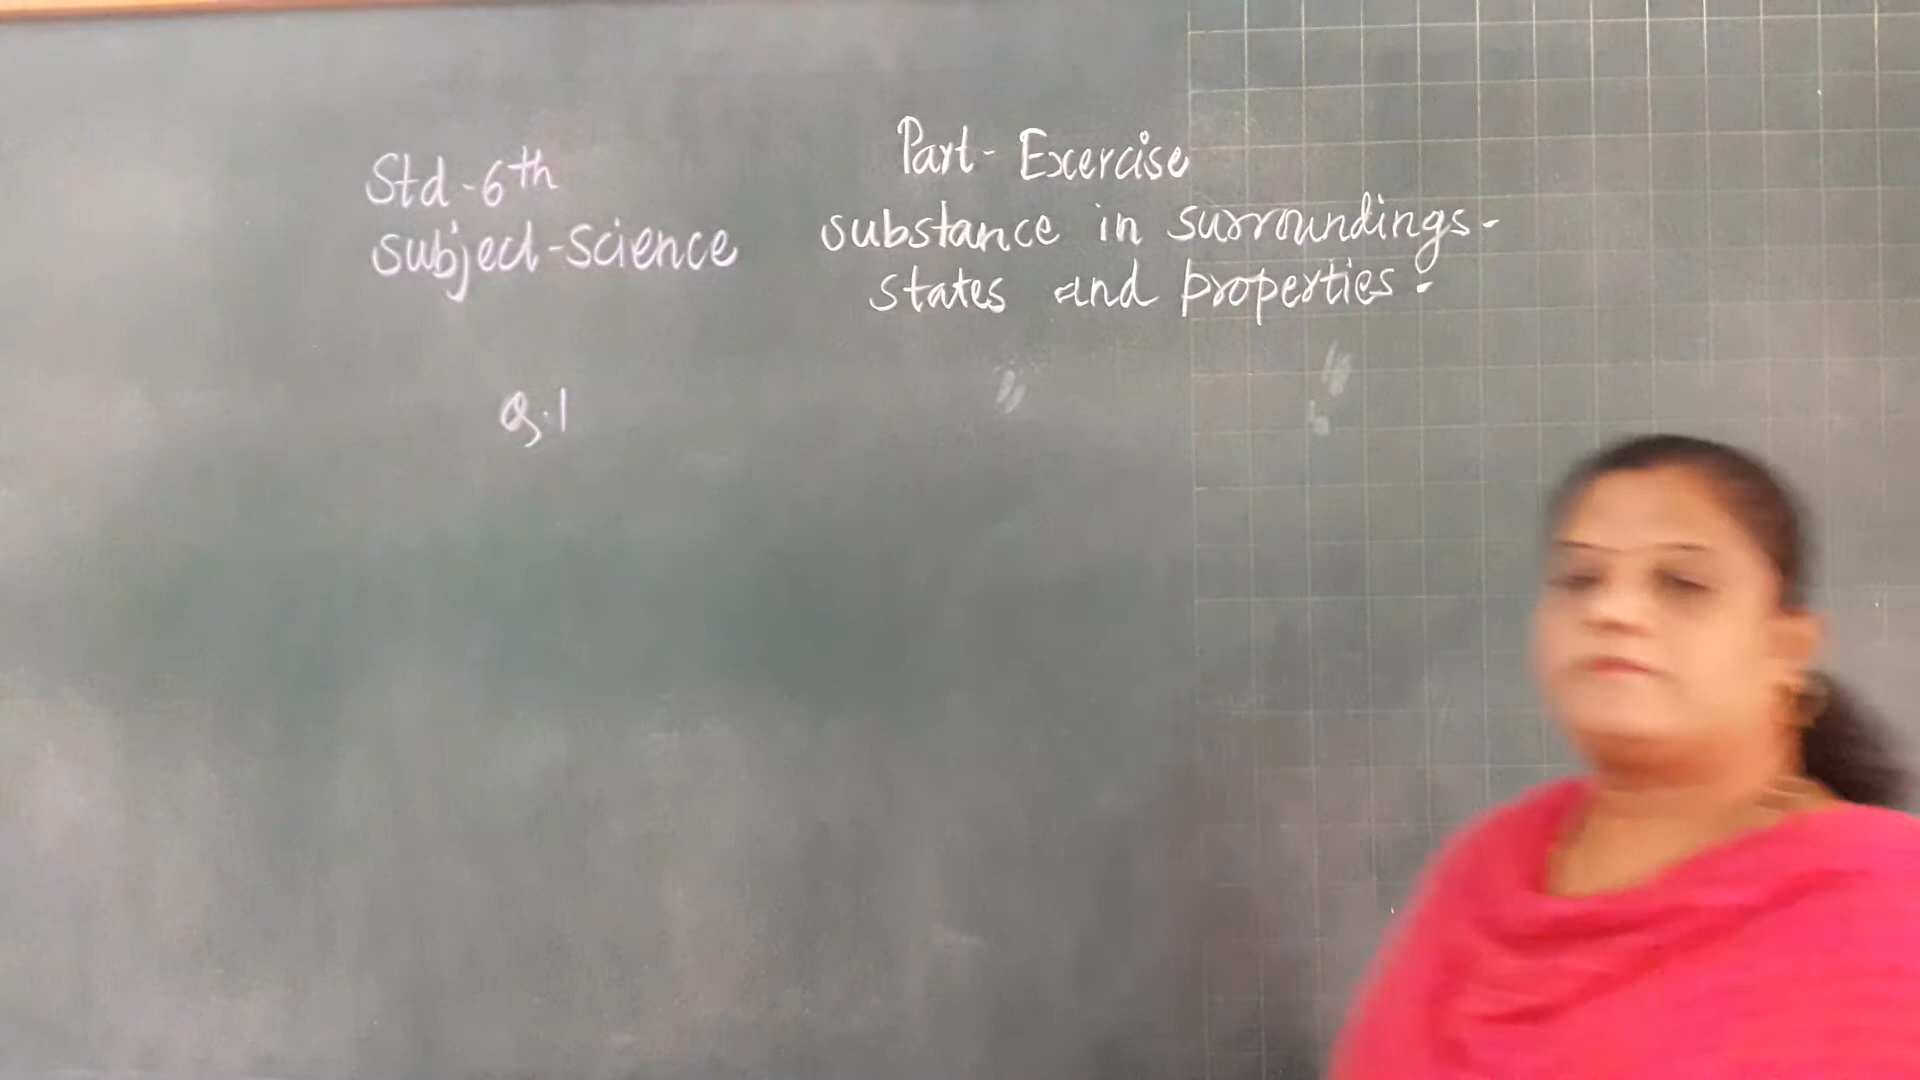 Std-6th
subject-Science
Part- Exercise
substance in surroundings-
states and properties:
Q.1